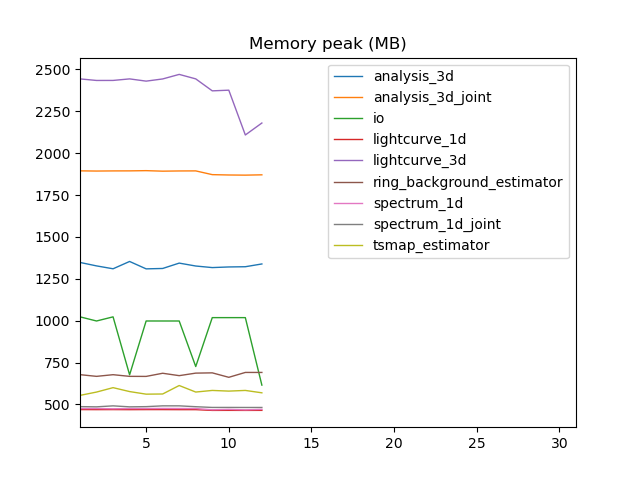 Memory peak (MB)
2500
2250
2000
1750
1500
1250
1000
750
500
5
10
15
20
25
30
analysis_3d
analysis_3d_joint
io
lightcurve_1d
lightcurve_3d
ring_background_estimator
spectrum_1d
spectrum_1d_joint
tsmap_estimator